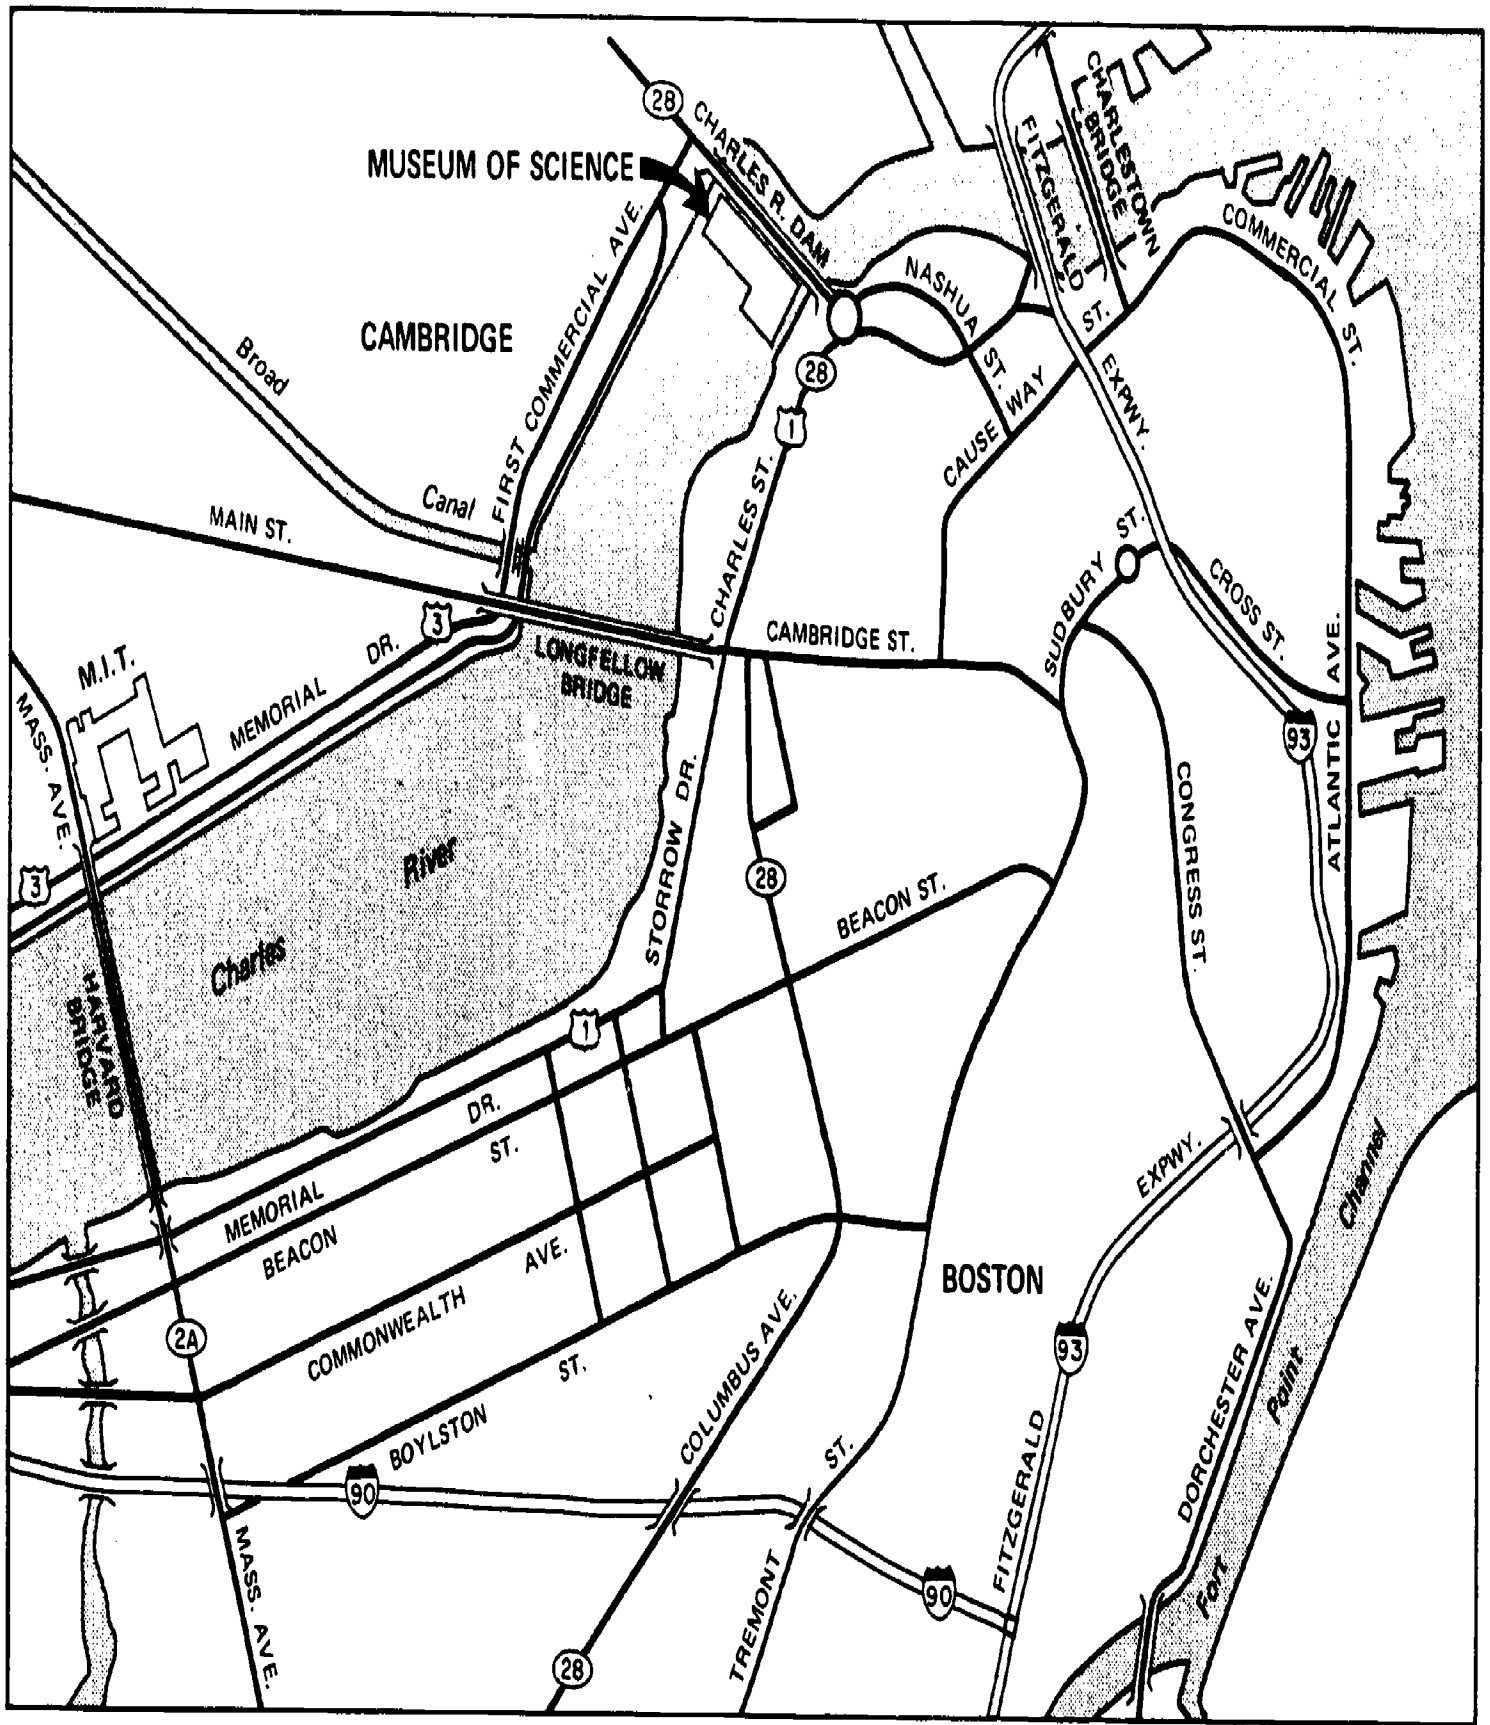 28
CHARLES R. DAM
MUSEUM OF SCIENCE
CHARLESTOWN
BRIDGE
FITZGERALD
COMMERCIAL ST.
FIRST COMMERCIAL AVE.
CAMBRIDGE
NASHUA ST.
ST.
Broad
28
EXPWY.
1
CAUSE WAY
Canal
MAIN ST.
CHARLES ST.
ST.
SUDBURY
CROSS ST.
3
CAMBRIDGE ST.
AVE.
DR.
LONGFELLOW
BRIDGE
M.I.T.
MEMORIAL
MASS. AVE.
93
ATLANTIC
STORROW DR.
CONGRESS ST.
River
3
28
BEACON ST.
Charles
HARVARD
BRIDGE
1
DR.
ST.
EXPWY.
Channel
MEMORIAL
BEACON
AVE.
BOSTON
2A
COMMONWEALTH
COLUMBUS AVE.
93
DORCHESTER AVE.
ST.
Point
BOYLSTON
ST.
FITZGERALD
90
MASS. AVE.
90
Fort
TREMONT
28